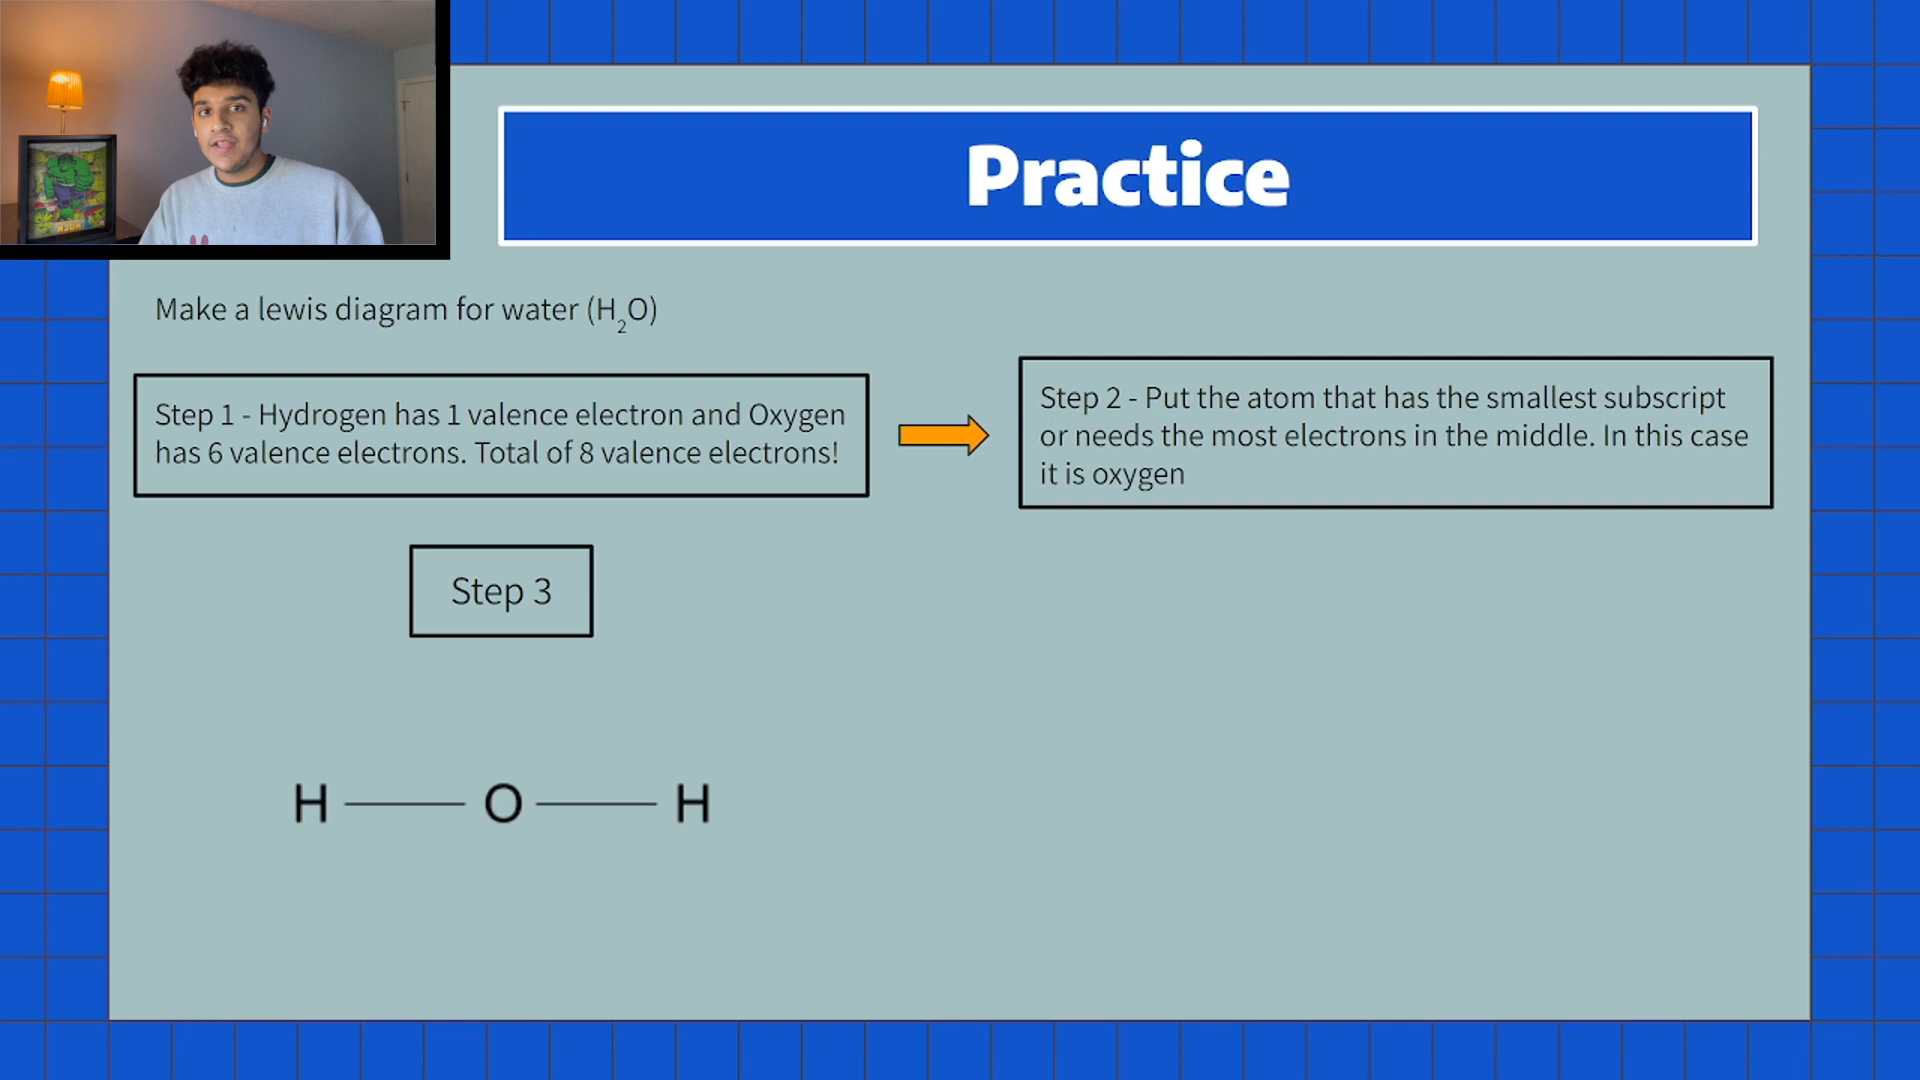 Practice
Make a lewis diagram for water (H₂O)
Step 1 - Hydrogen has 1 valence electron and Oxygen
has 6 valence electrons. Total of 8 valence electrons!
Step 2 - Put the atom that has the smallest subscript
or needs the most electrons in the middle. In this case
it is oxygen
Step 3
H O H